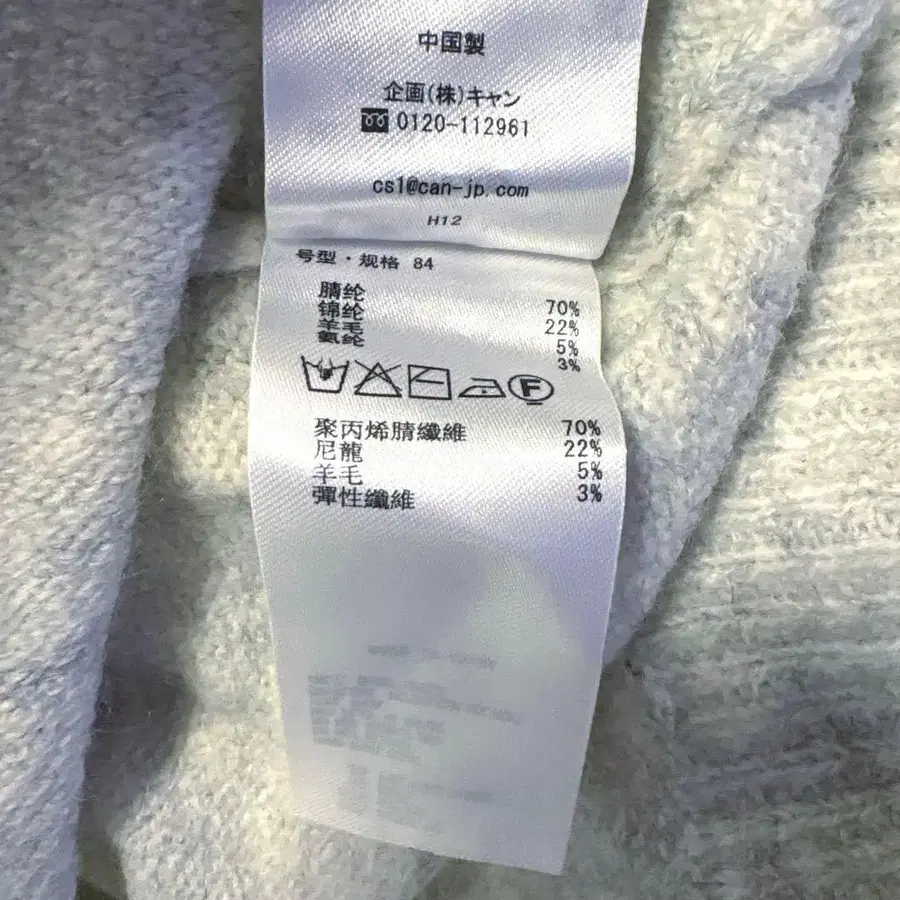 中国製
企画(株)キャン
0120-112961
cs1@can-jp.com
H12
号型・规格 84
腈纶 70%
锦纶 22%
羊毛 5%
氨纶 3%
F
聚丙烯腈纖維 70%
尼龍 22%
羊毛 5%
彈性纖維 3%